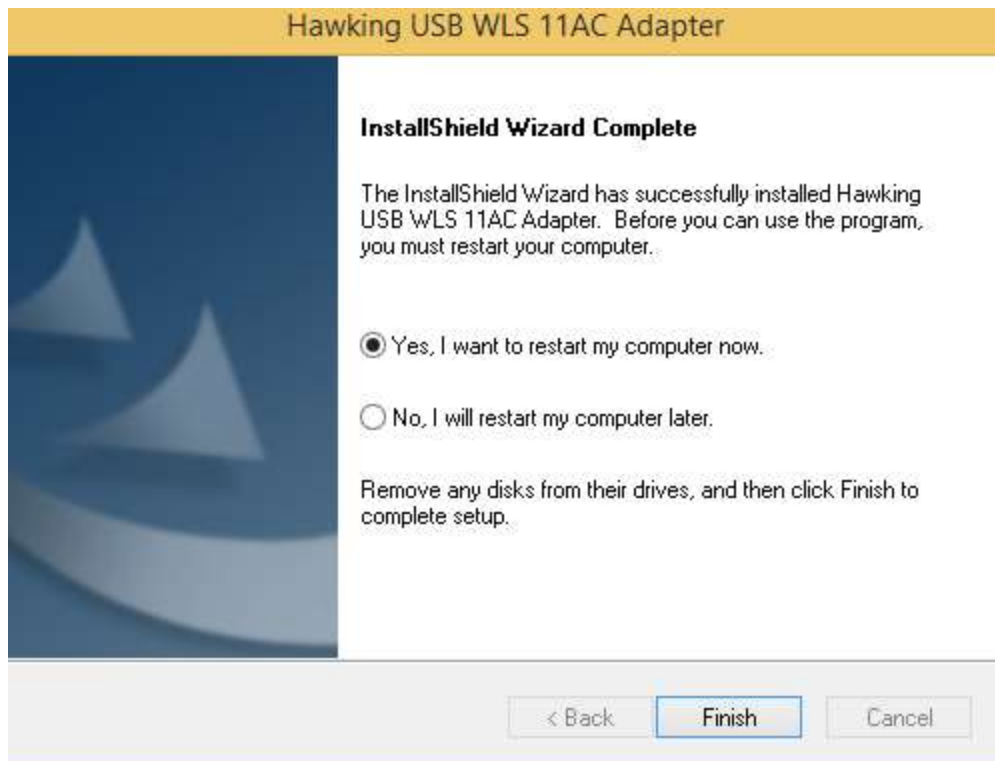 Hawking USB WLS 11AC Adapter
InstallShield Wizard Complete
The InstallShield Wizard has successfully installed Hawking
USB WLS 11AC Adapter.  Before you can use the program,
you must restart your computer.
Yes, I want to restart my computer now.
No, I will restart my computer later.
Remove any disks from their drives, and then click Finish to
complete setup.
< Back Finish Cancel